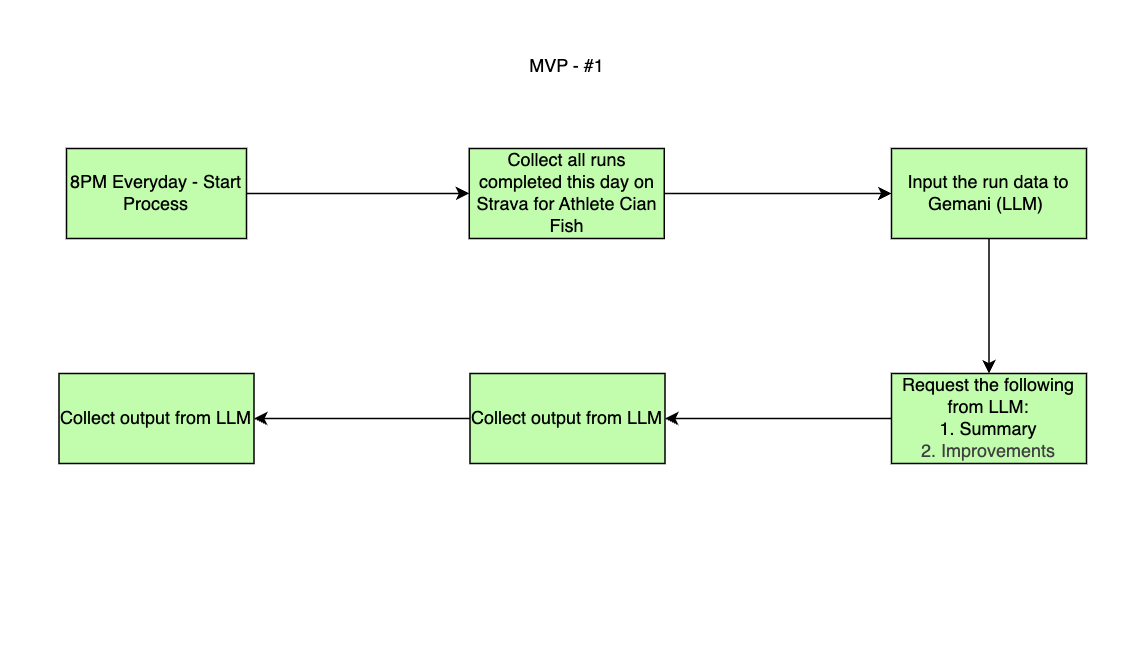 MVP - #1
8PM Everyday - Start
Process
Collect all runs
completed this day on
Strava for Athlete Cian
Fish
Input the run data to
Gemani (LLM)
Request the following
from LLM:
1. Summary
2. Improvements
Collect output from LLM
Collect output from LLM